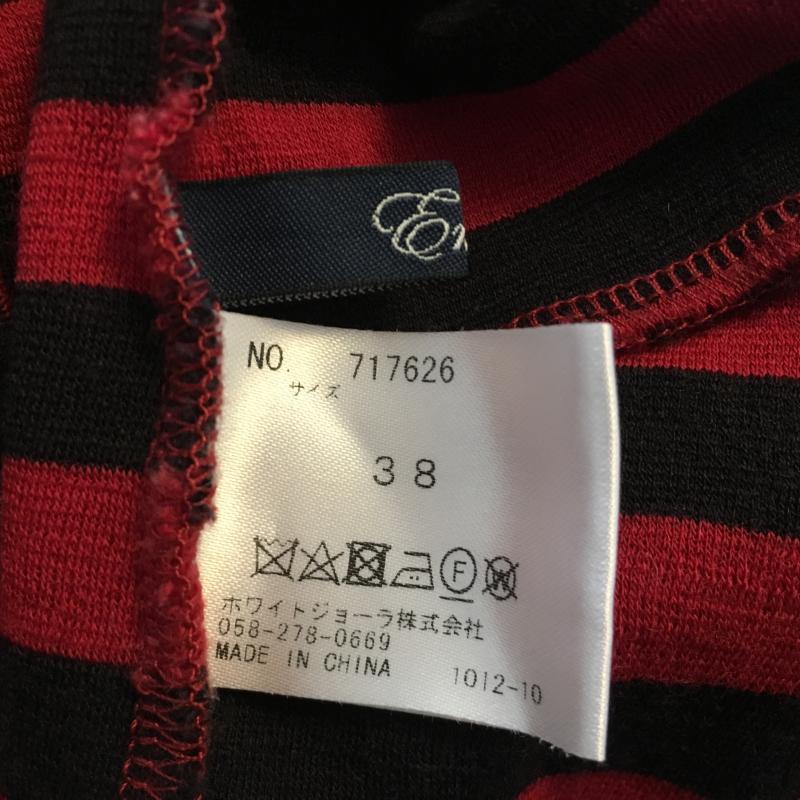 NO. 717626
サイズ
38
F W
ホワイトジョーラ株式会社
058-278-0669
MADE IN CHINA
1012-10